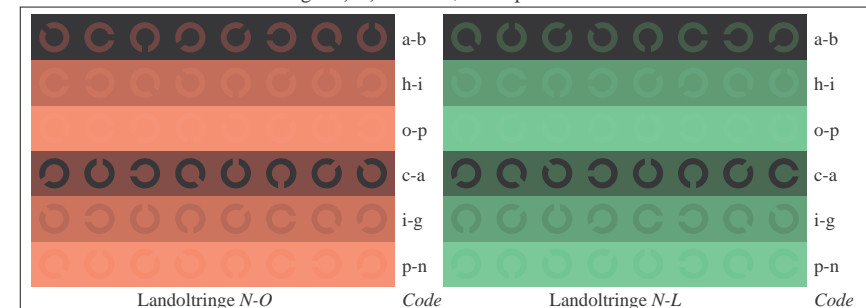 a-b a-b
h-i h-i
o-p o-p
c-a c-a
i-g i-g
p-n p-n
Landoltringe N-O Code Landoltringe N-L Code